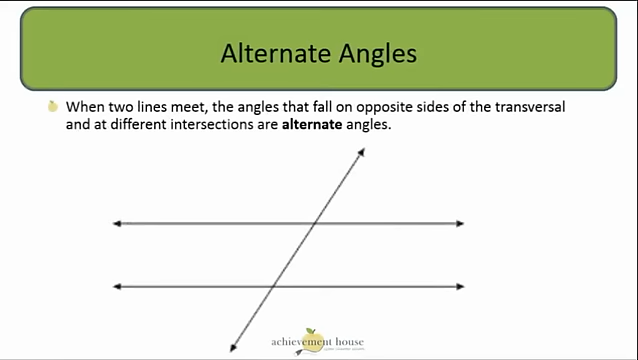 Alternate Angles
When two lines meet, the angles that fall on opposite sides of the transversal
and at different intersections are alternate angles.
achievement house